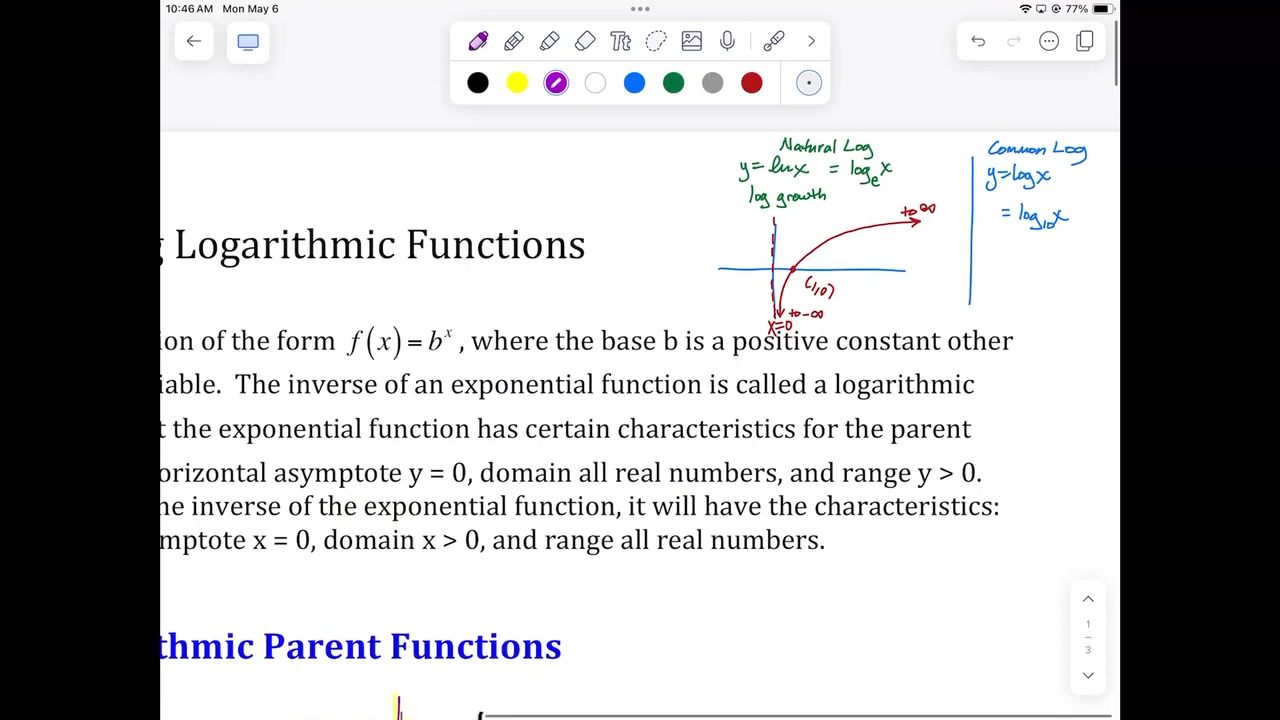 10:46 AM Mon May 6
77%
Tt
Natural Log
y = ln x = logₑ x
log growth
to ∞
(1,0)
to -∞
x=0
Common Log
y = log x
= log₁₀ x
g Logarithmic Functions
ion of the form f(x) = bˣ, where the base b is a positive constant other
iable. The inverse of an exponential function is called a logarithmic
t the exponential function has certain characteristics for the parent
orizontal asymptote y = 0, domain all real numbers, and range y > 0.
he inverse of the exponential function, it will have the characteristics:
mptote x = 0, domain x > 0, and range all real numbers.
1
3
thmic Parent Functions